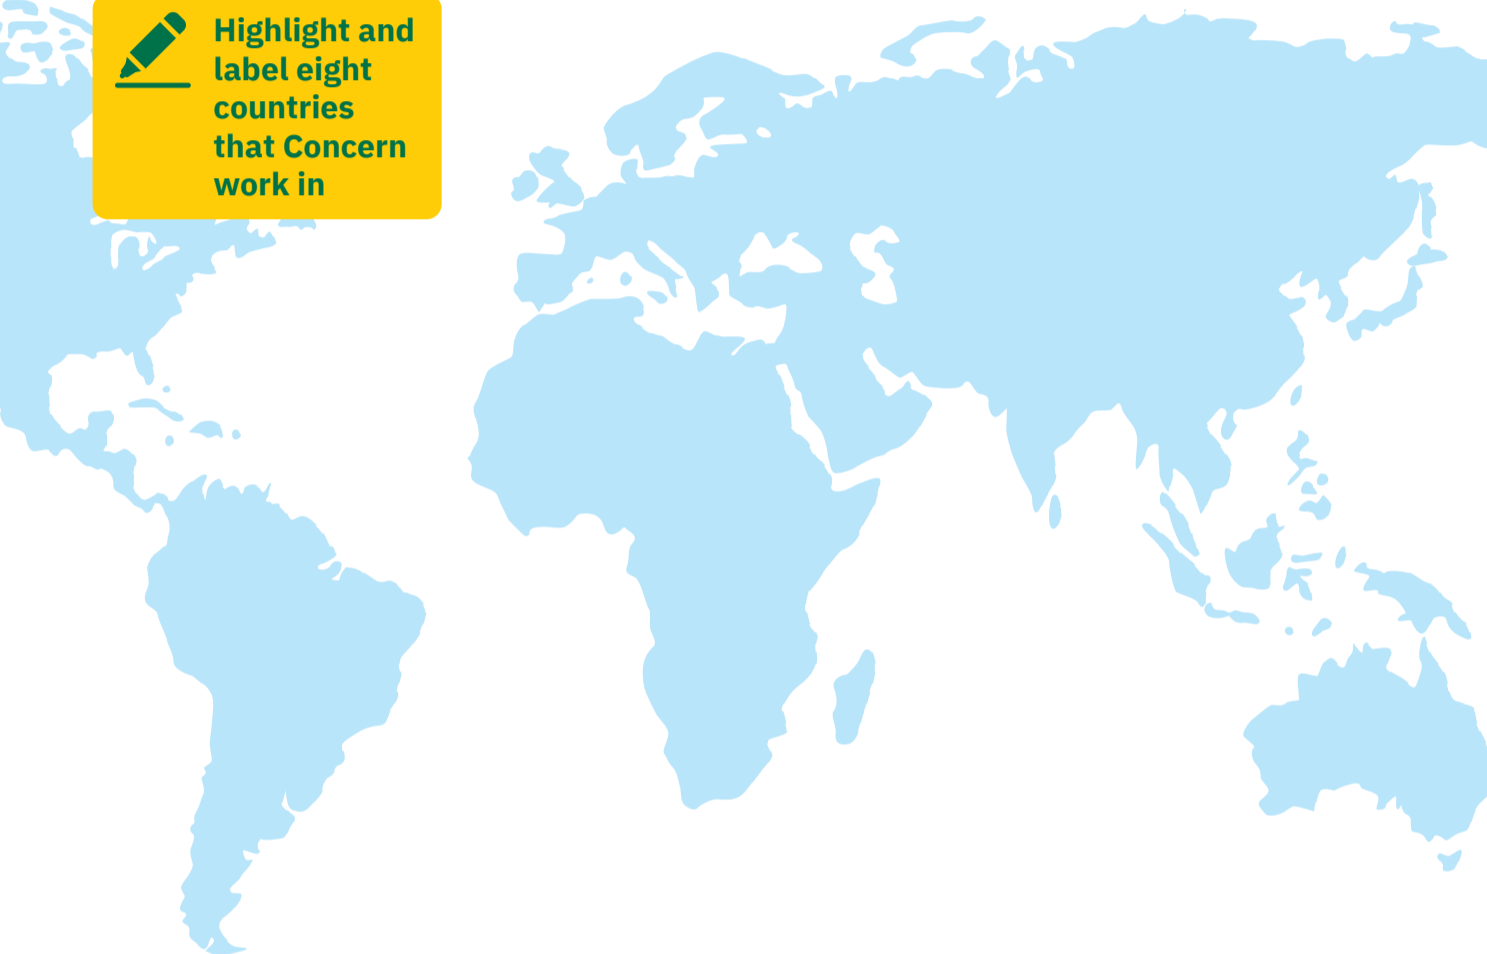 Highlight and
label eight
countries
that Concern
work in